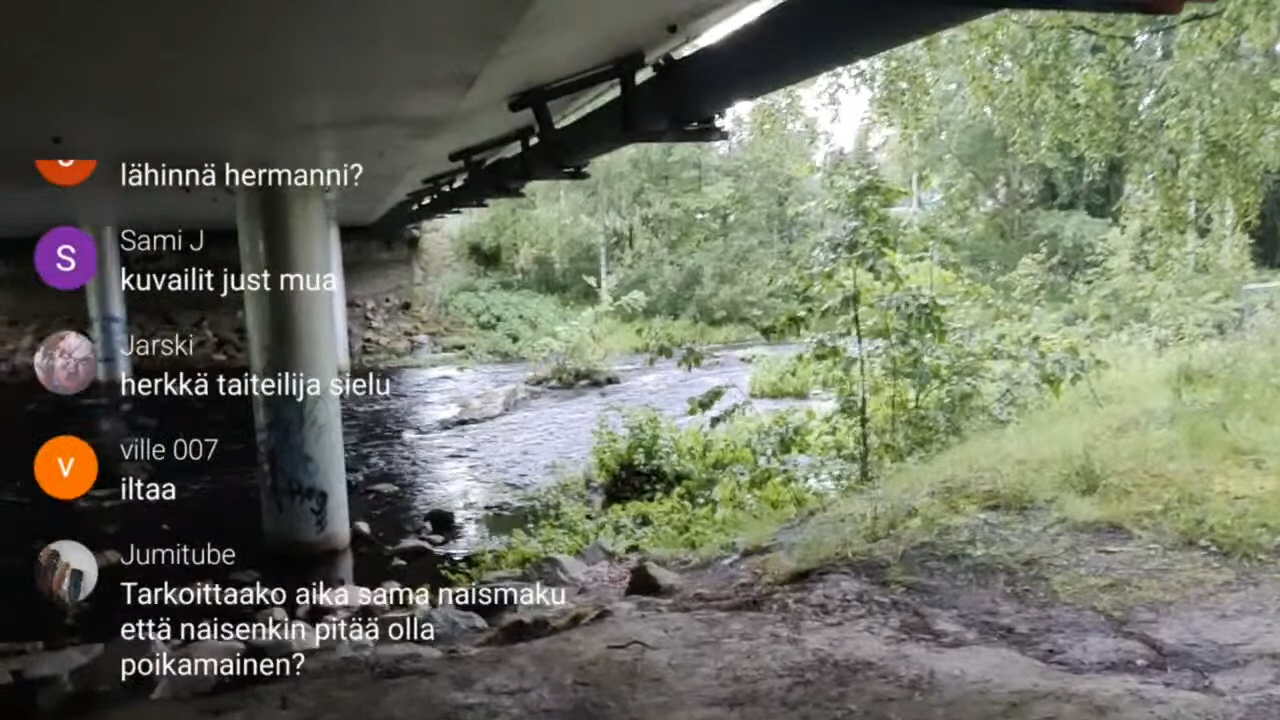 lähinnä hermanni?
S
Sami J
kuvailit just mua
Jarski
herkkä taiteilija sielu
v
ville 007
iltaa
Jumitube
Tarkoittaako aika sama naismaku
että naisenkin pitää olla
poikamainen?